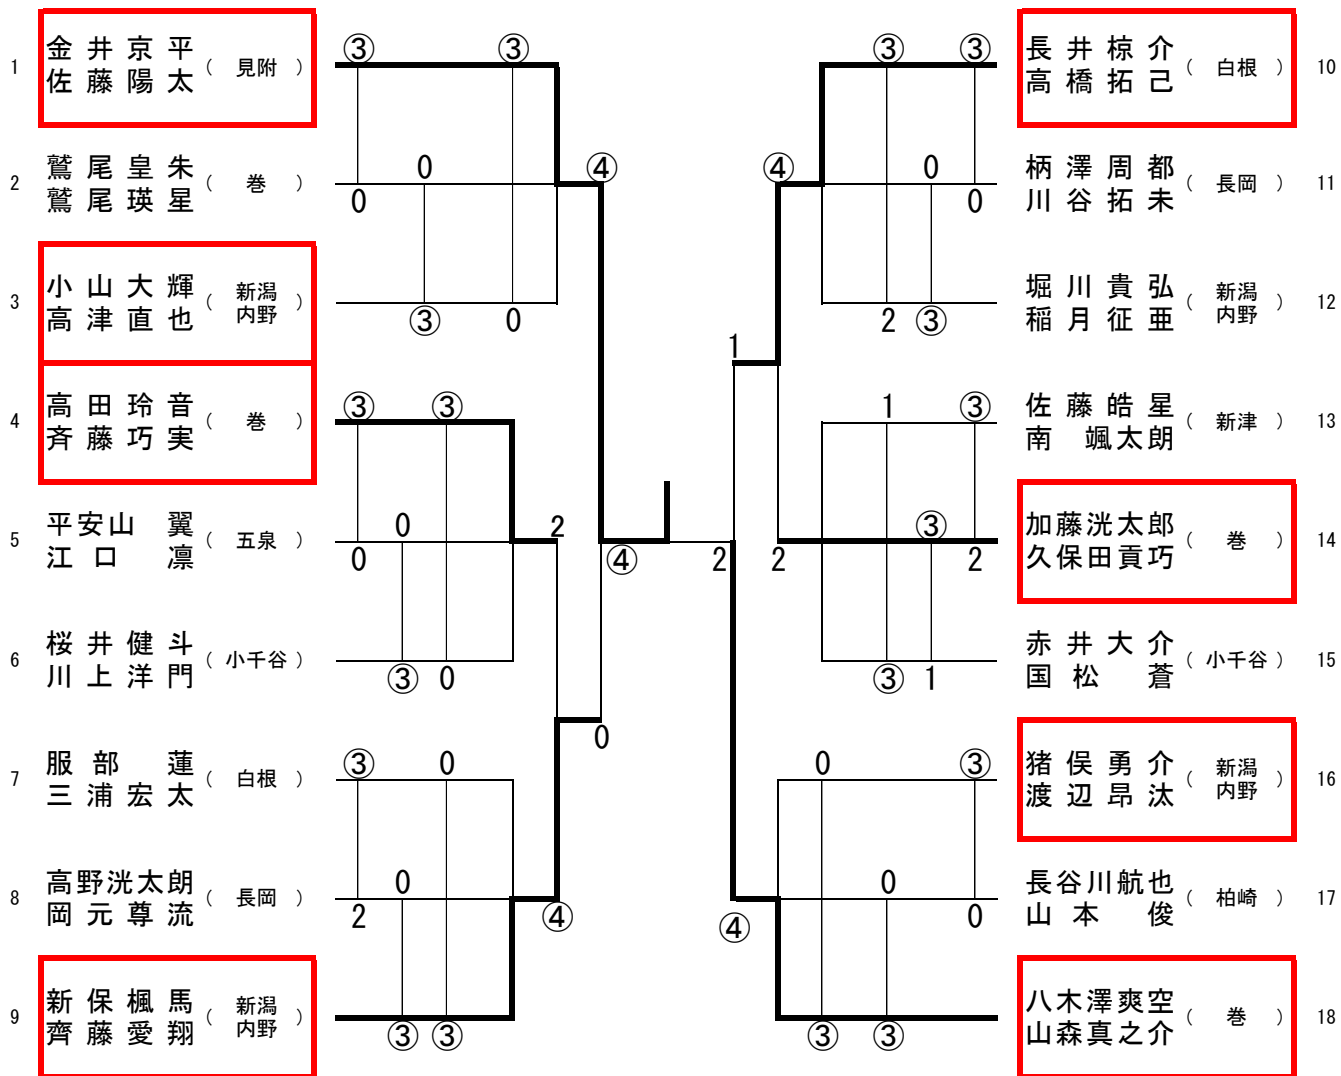 1 金井京平 佐藤陽太 （ 見附 ）
2 鷲尾皇朱 鷲尾瑛星 （ 巻 ）
3 小山大輝 高津直也 （ 新潟内野 ）
4 高田玲音 斉藤巧実 （ 巻 ）
5 平安山 翼 江口 凛 （ 五泉 ）
6 桜井健斗 川上洋門 （ 小千谷 ）
7 服部 蓮 三浦宏太 （ 白根 ）
8 高野洸太朗 岡元尊流 （ 長岡 ）
9 新保楓馬 齊藤愛翔 （ 新潟内野 ）
③ ③
0 ④
0
③ 0
③ ③
0 2
0 ④
③ 0
0
③ 0
0
2 ④
③ ③
③ ③
④ 0
0
2 ③
1
1 ③
③
2 2 2
③ 1
0 ③
0
④ 0
③ ③
長井椋介 高橋拓己 （ 白根 ） 10
柄澤周都 川谷拓未 （ 長岡 ） 11
堀川貴弘 稲月征亜 （ 新潟内野 ） 12
佐藤皓星 南 颯太朗 （ 新津 ） 13
加藤洸太郎 久保田貢巧 （ 巻 ） 14
赤井大介 国松 蒼 （ 小千谷 ） 15
猪俣勇介 渡辺昂汰 （ 新潟内野 ） 16
長谷川航也 山本 俊 （ 柏崎 ） 17
八木澤爽空 山森真之介 （ 巻 ） 18